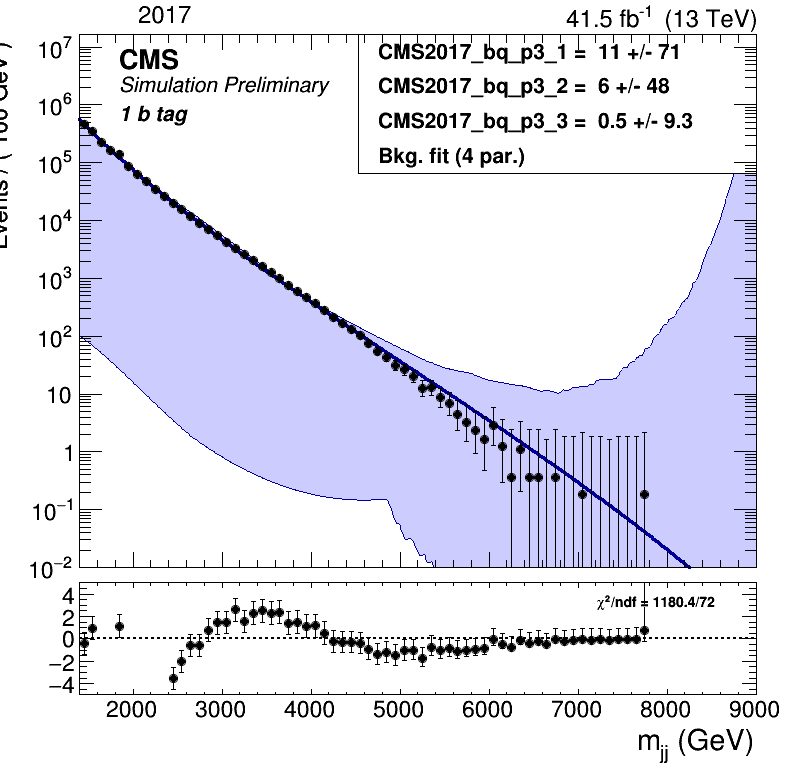 2017
41.5 fb⁻¹ (13 TeV)
CMS
Simulation Preliminary
1 b tag
CMS2017_bq_p3_1 = 11 +/- 71
CMS2017_bq_p3_2 = 6 +/- 48
CMS2017_bq_p3_3 = 0.5 +/- 9.3
Bkg. fit (4 par.)
10⁷
10⁶
10⁵
10⁴
10³
10²
10
1
10⁻¹
10⁻²
χ²/ndf = 1180.4/72
4
2
0
−2
−4
2000 3000 4000 5000 6000 7000 8000 9000
m_jj (GeV)